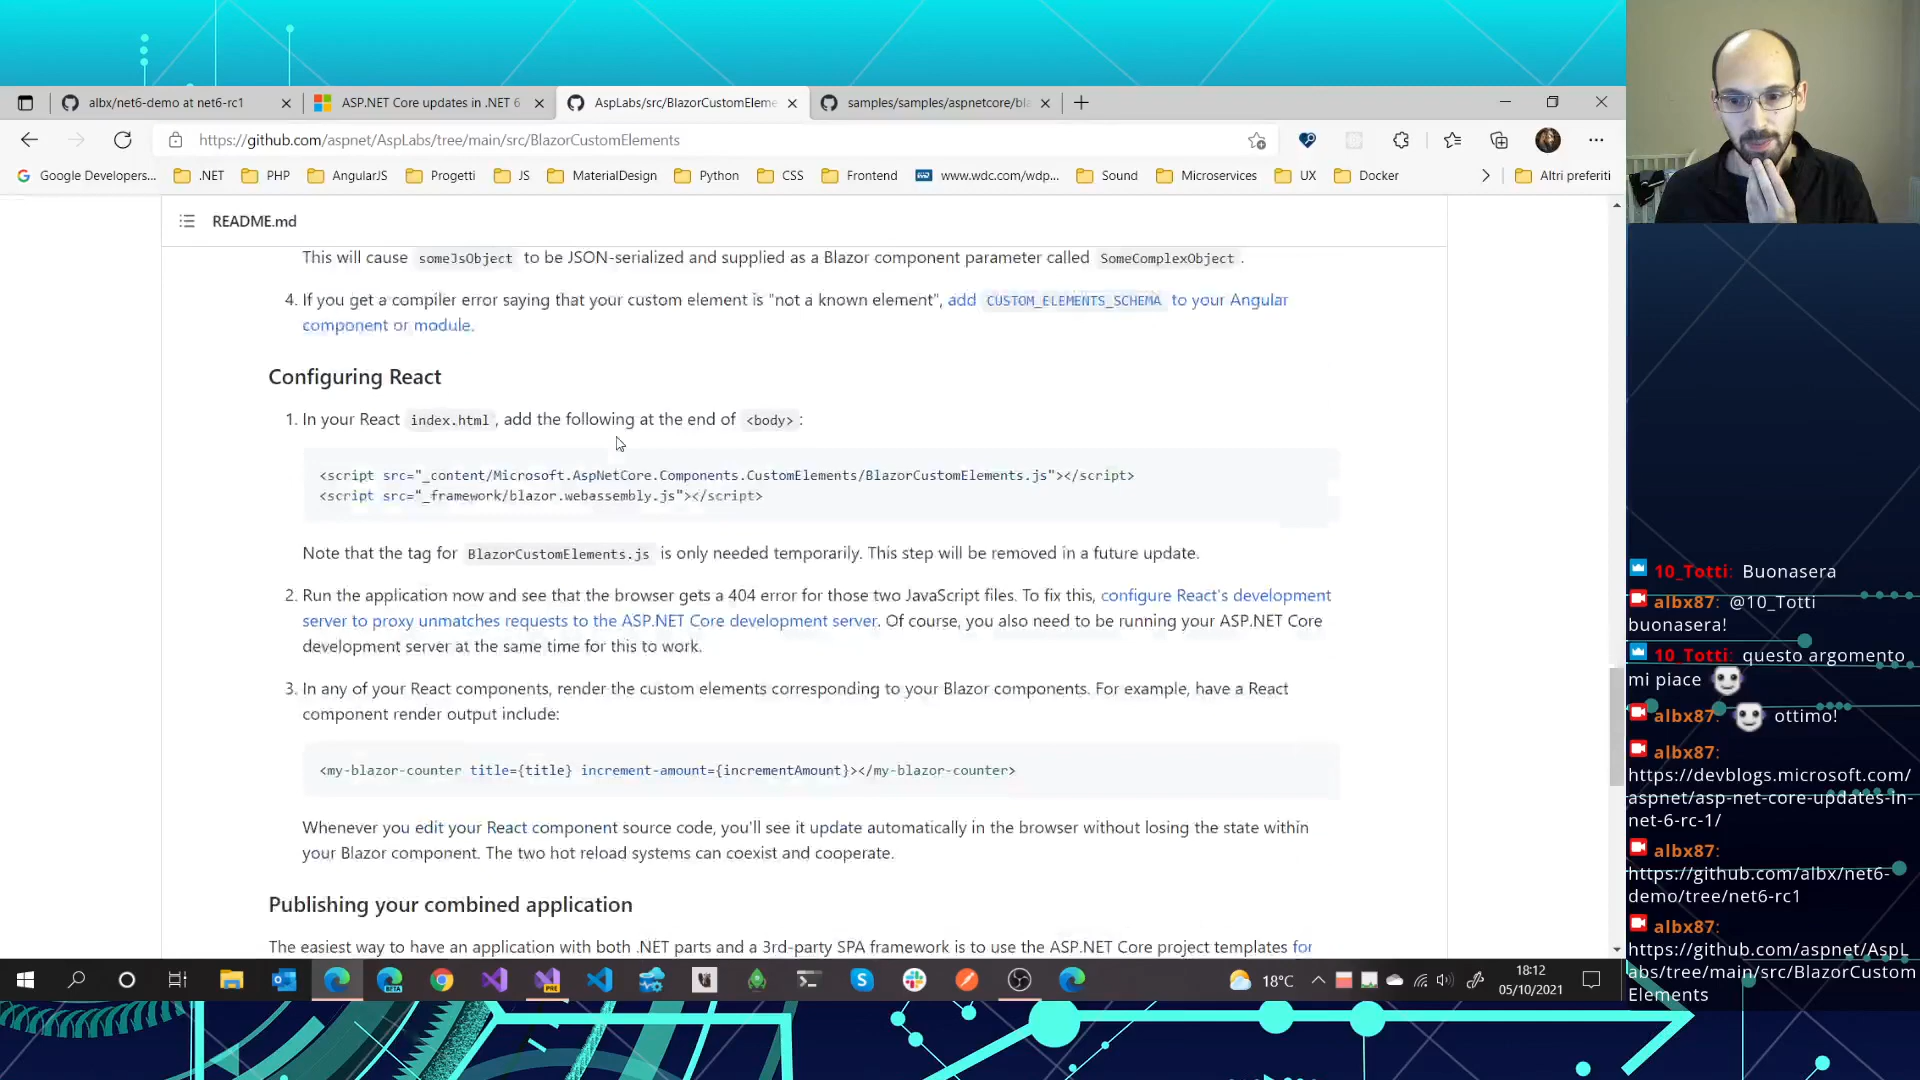 albx/net6-demo at net6-rc1
ASP.NET Core updates in .NET 6
AspLabs/src/BlazorCustomEleme
samples/samples/aspnetcore/bla
https://github.com/aspnet/AspLabs/tree/main/src/BlazorCustomElements
Google Developers...
.NET
PHP
AngularJS
Progetti
JS
MaterialDesign
Python
CSS
Frontend
www.wdc.com/wdp...
Sound
Microservices
UX
Docker
Altri preferiti
README.md
This will cause someJsObject to be JSON-serialized and supplied as a Blazor component parameter called SomeComplexObject.
4. If you get a compiler error saying that your custom element is "not a known element", add CUSTOM_ELEMENTS_SCHEMA to your Angular
component or module.
Configuring React
1. In your React index.html, add the following at the end of <body>:
<script src="_content/Microsoft.AspNetCore.Components.CustomElements/BlazorCustomElements.js"></script>
<script src="_framework/blazor.webassembly.js"></script>
Note that the tag for BlazorCustomElements.js is only needed temporarily. This step will be removed in a future update.
2. Run the application now and see that the browser gets a 404 error for those two JavaScript files. To fix this, configure React's development
server to proxy unmatches requests to the ASP.NET Core development server. Of course, you also need to be running your ASP.NET Core
development server at the same time for this to work.
3. In any of your React components, render the custom elements corresponding to your Blazor components. For example, have a React
component render output include:
<my-blazor-counter title={title} increment-amount={incrementAmount}></my-blazor-counter>
Whenever you edit your React component source code, you'll see it update automatically in the browser without losing the state within
your Blazor component. The two hot reload systems can coexist and cooperate.
Publishing your combined application
The easiest way to have an application with both .NET parts and a 3rd-party SPA framework is to use the ASP.NET Core project templates for
BETA
PRE
18°C
18:12
05/10/2021
10_Totti: Buonasera
albx87: @10_Totti
buonasera!
10_Totti: questo argomento
mi piace
albx87: ottimo!
albx87:
https://devblogs.microsoft.com/
aspnet/asp-net-core-updates-in-
net-6-rc-1/
albx87:
https://github.com/albx/net6-
demo/tree/net6-rc1
albx87:
https://github.com/aspnet/AspL
abs/tree/main/src/BlazorCustom
Elements